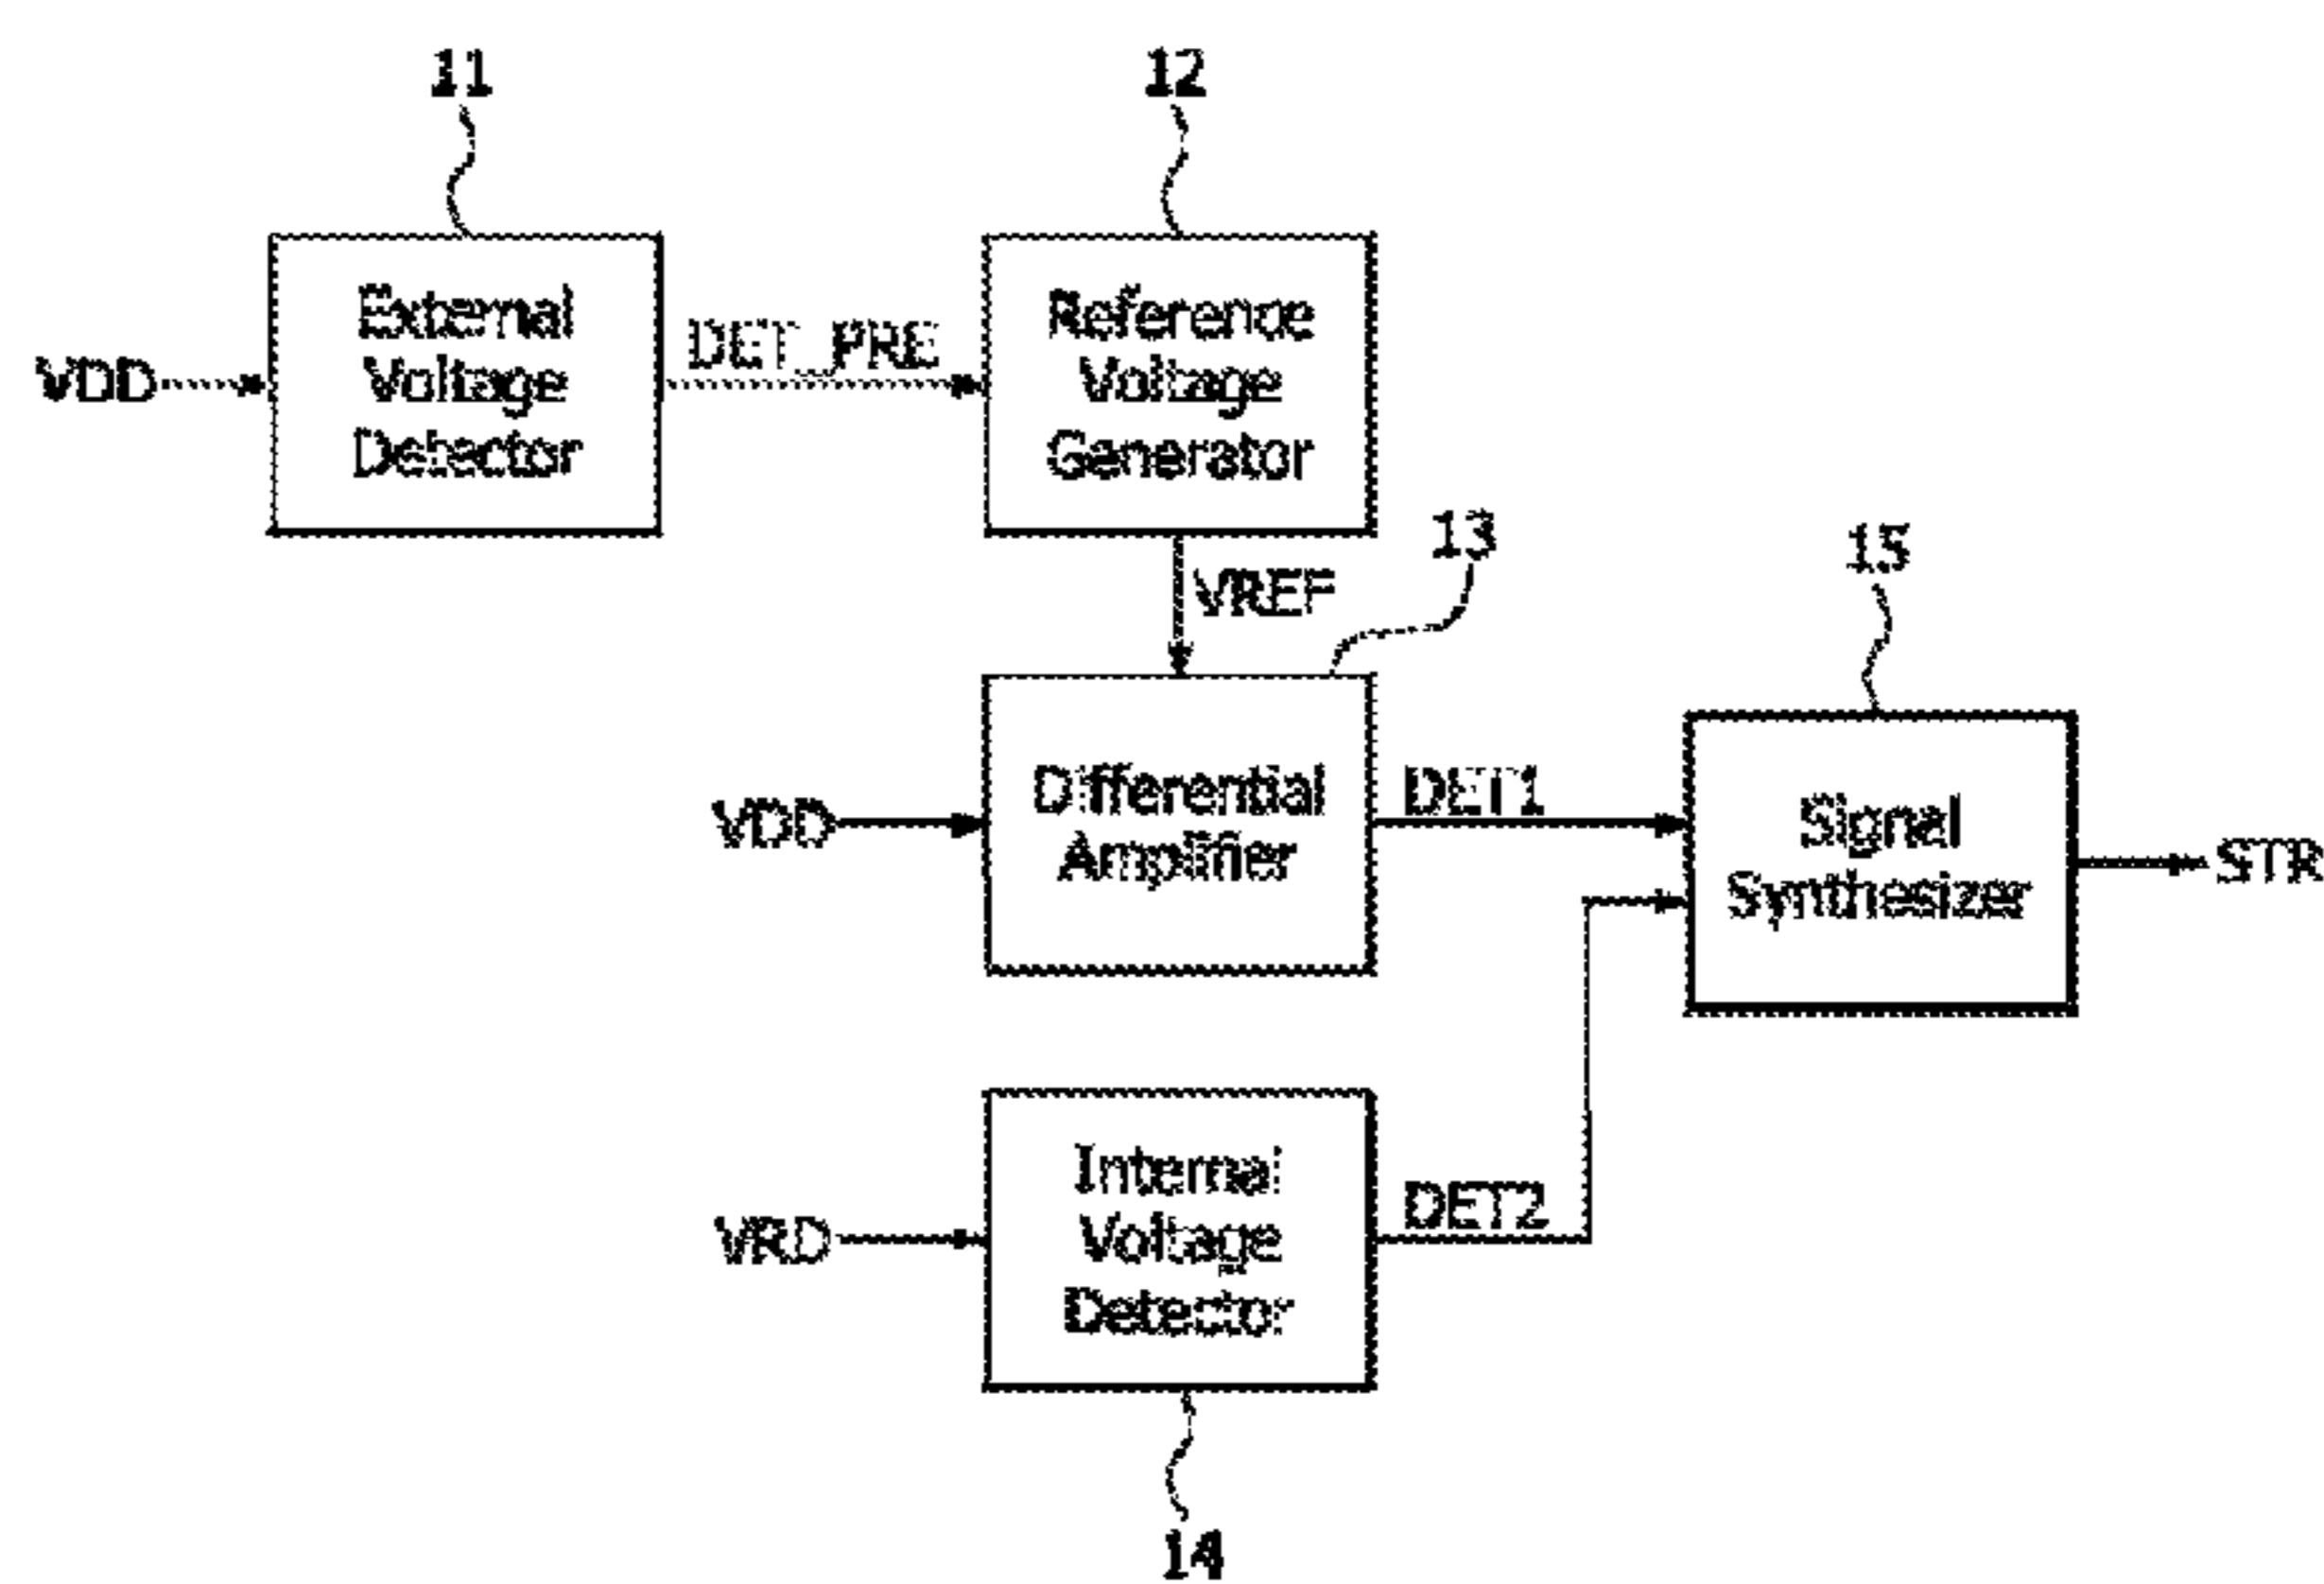 11
12
External
Voltage
Detector
VDD
DET_PRE
Reference
Voltage
Generator
VREF
13
15
VDD
Differential
Amplifier
DET1
Signal
Synthesizer
STR
VRD
Internal
Voltage
Detector
DET2
14